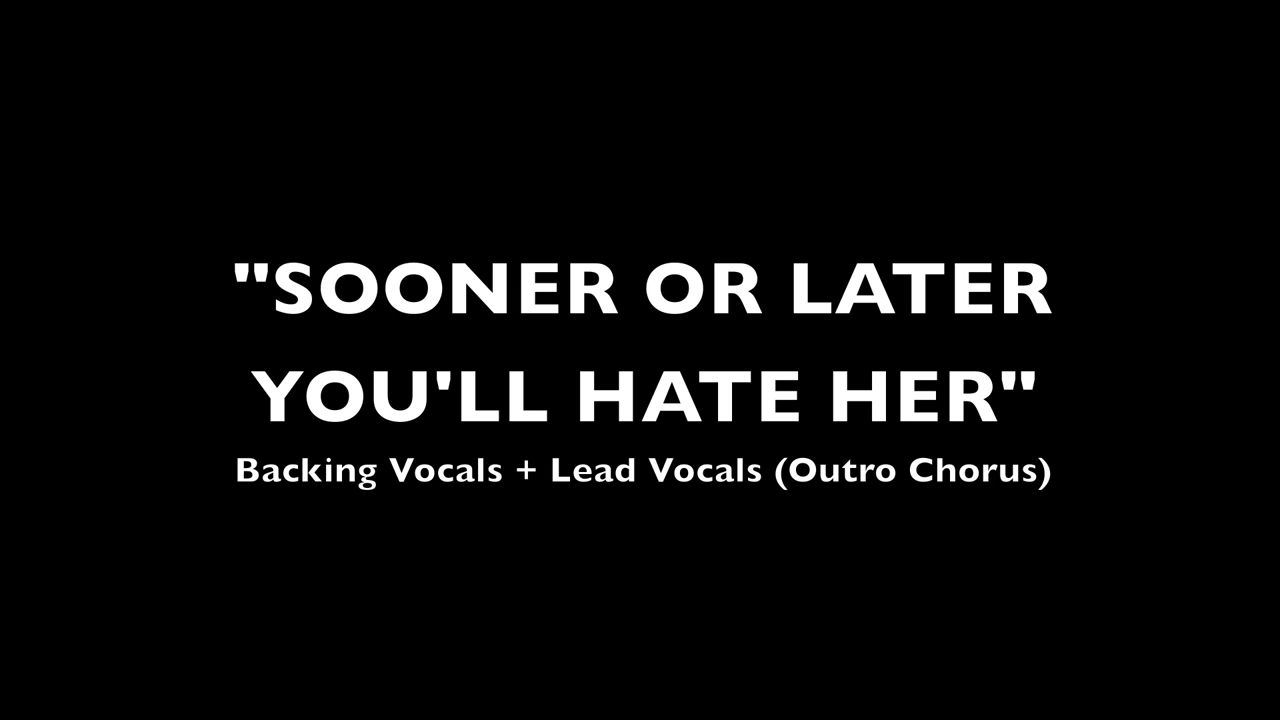 "SOONER OR LATER
YOU'LL HATE HER"
Backing Vocals + Lead Vocals (Outro Chorus)